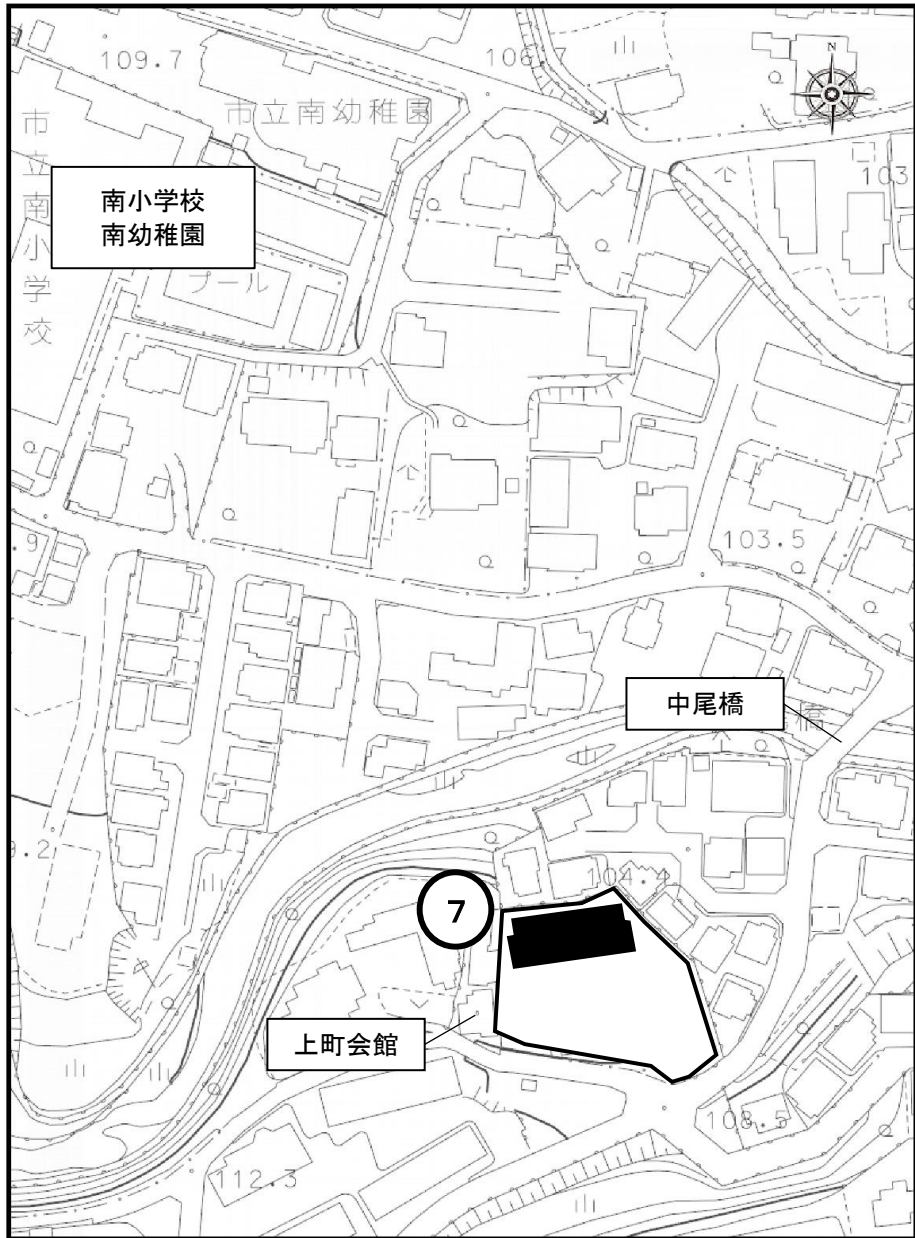 109.7
106.7
N
市立南幼稚園
市立南小学校
南小学校
南幼稚園
103
プール
.9
103.5
中尾橋
橋
9.2
104.4
7
上町会館
108.5
112.3